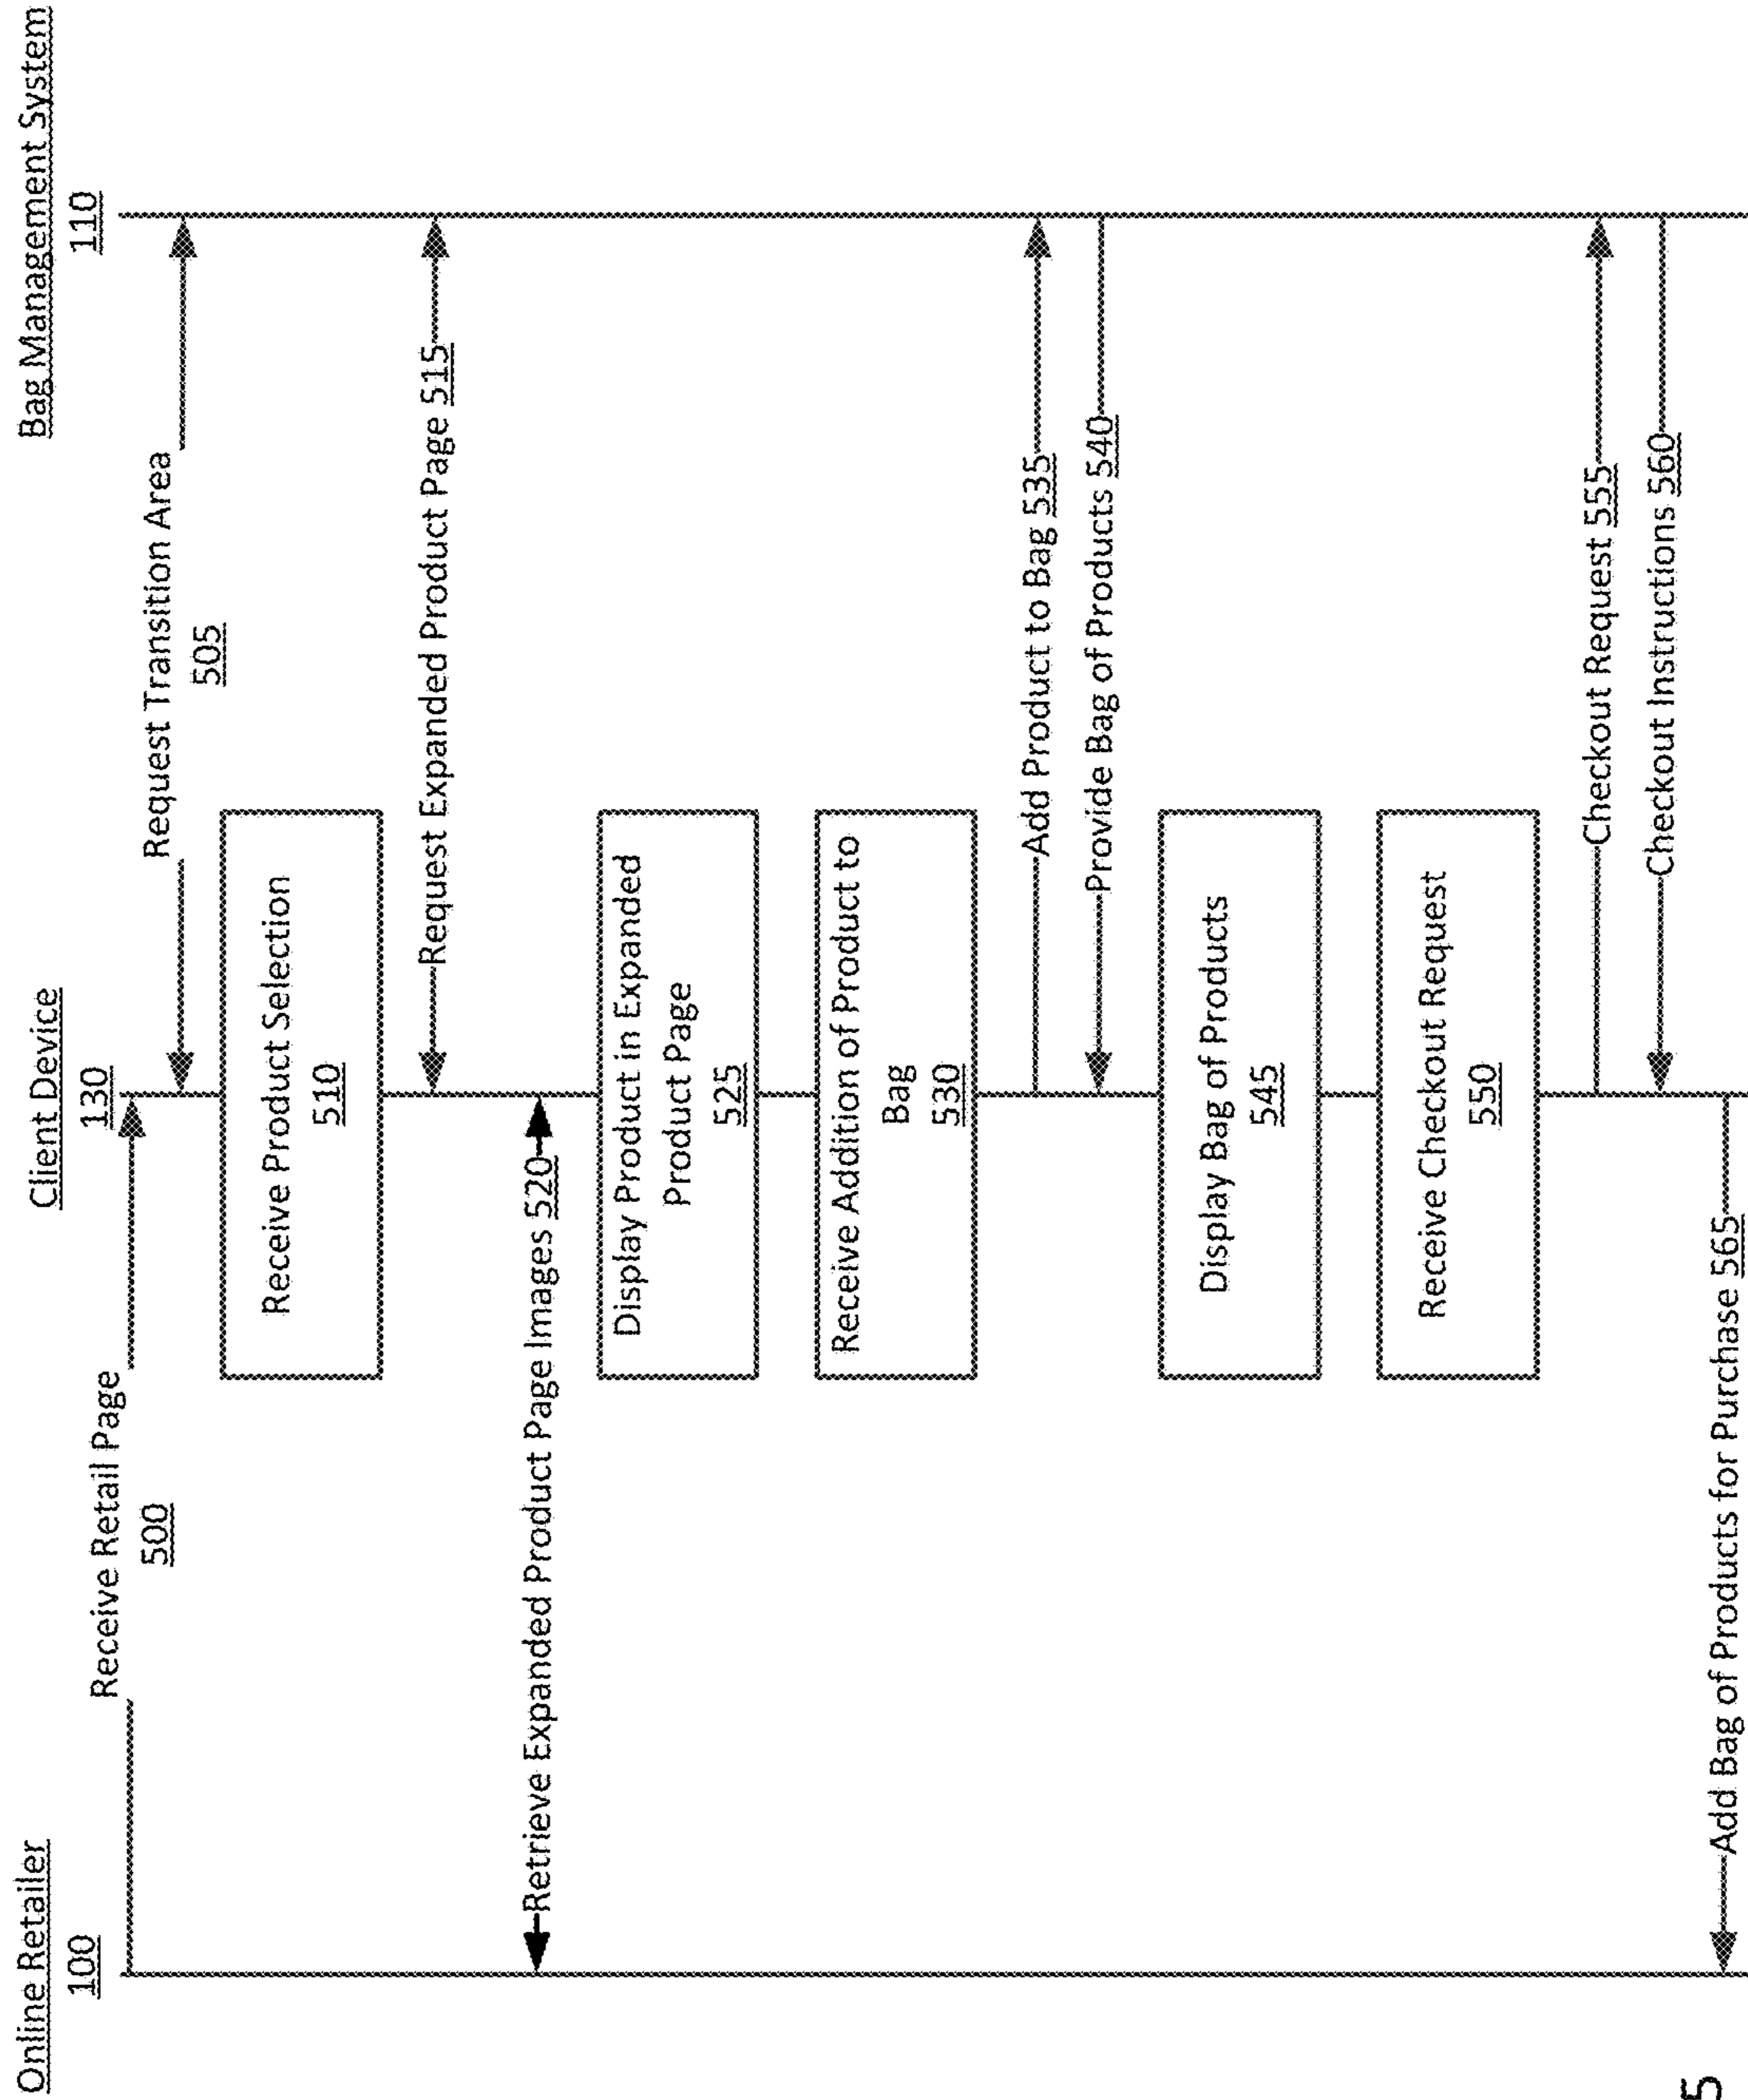 Online Retailer
100
Client Device
130
Bag Management System
110
Receive Retail Page
500
Request Transition Area
505
Receive Product Selection
510
Request Expanded Product Page 515
Retrieve Expanded Product Page Images 520
Display Product in Expanded
Product Page
525
Receive Addition of Product to
Bag
530
Add Product to Bag 535
Provide Bag of Products 540
Display Bag of Products
545
Receive Checkout Request
550
Checkout Request 555
Checkout Instructions 560
Add Bag of Products for Purchase 565
5